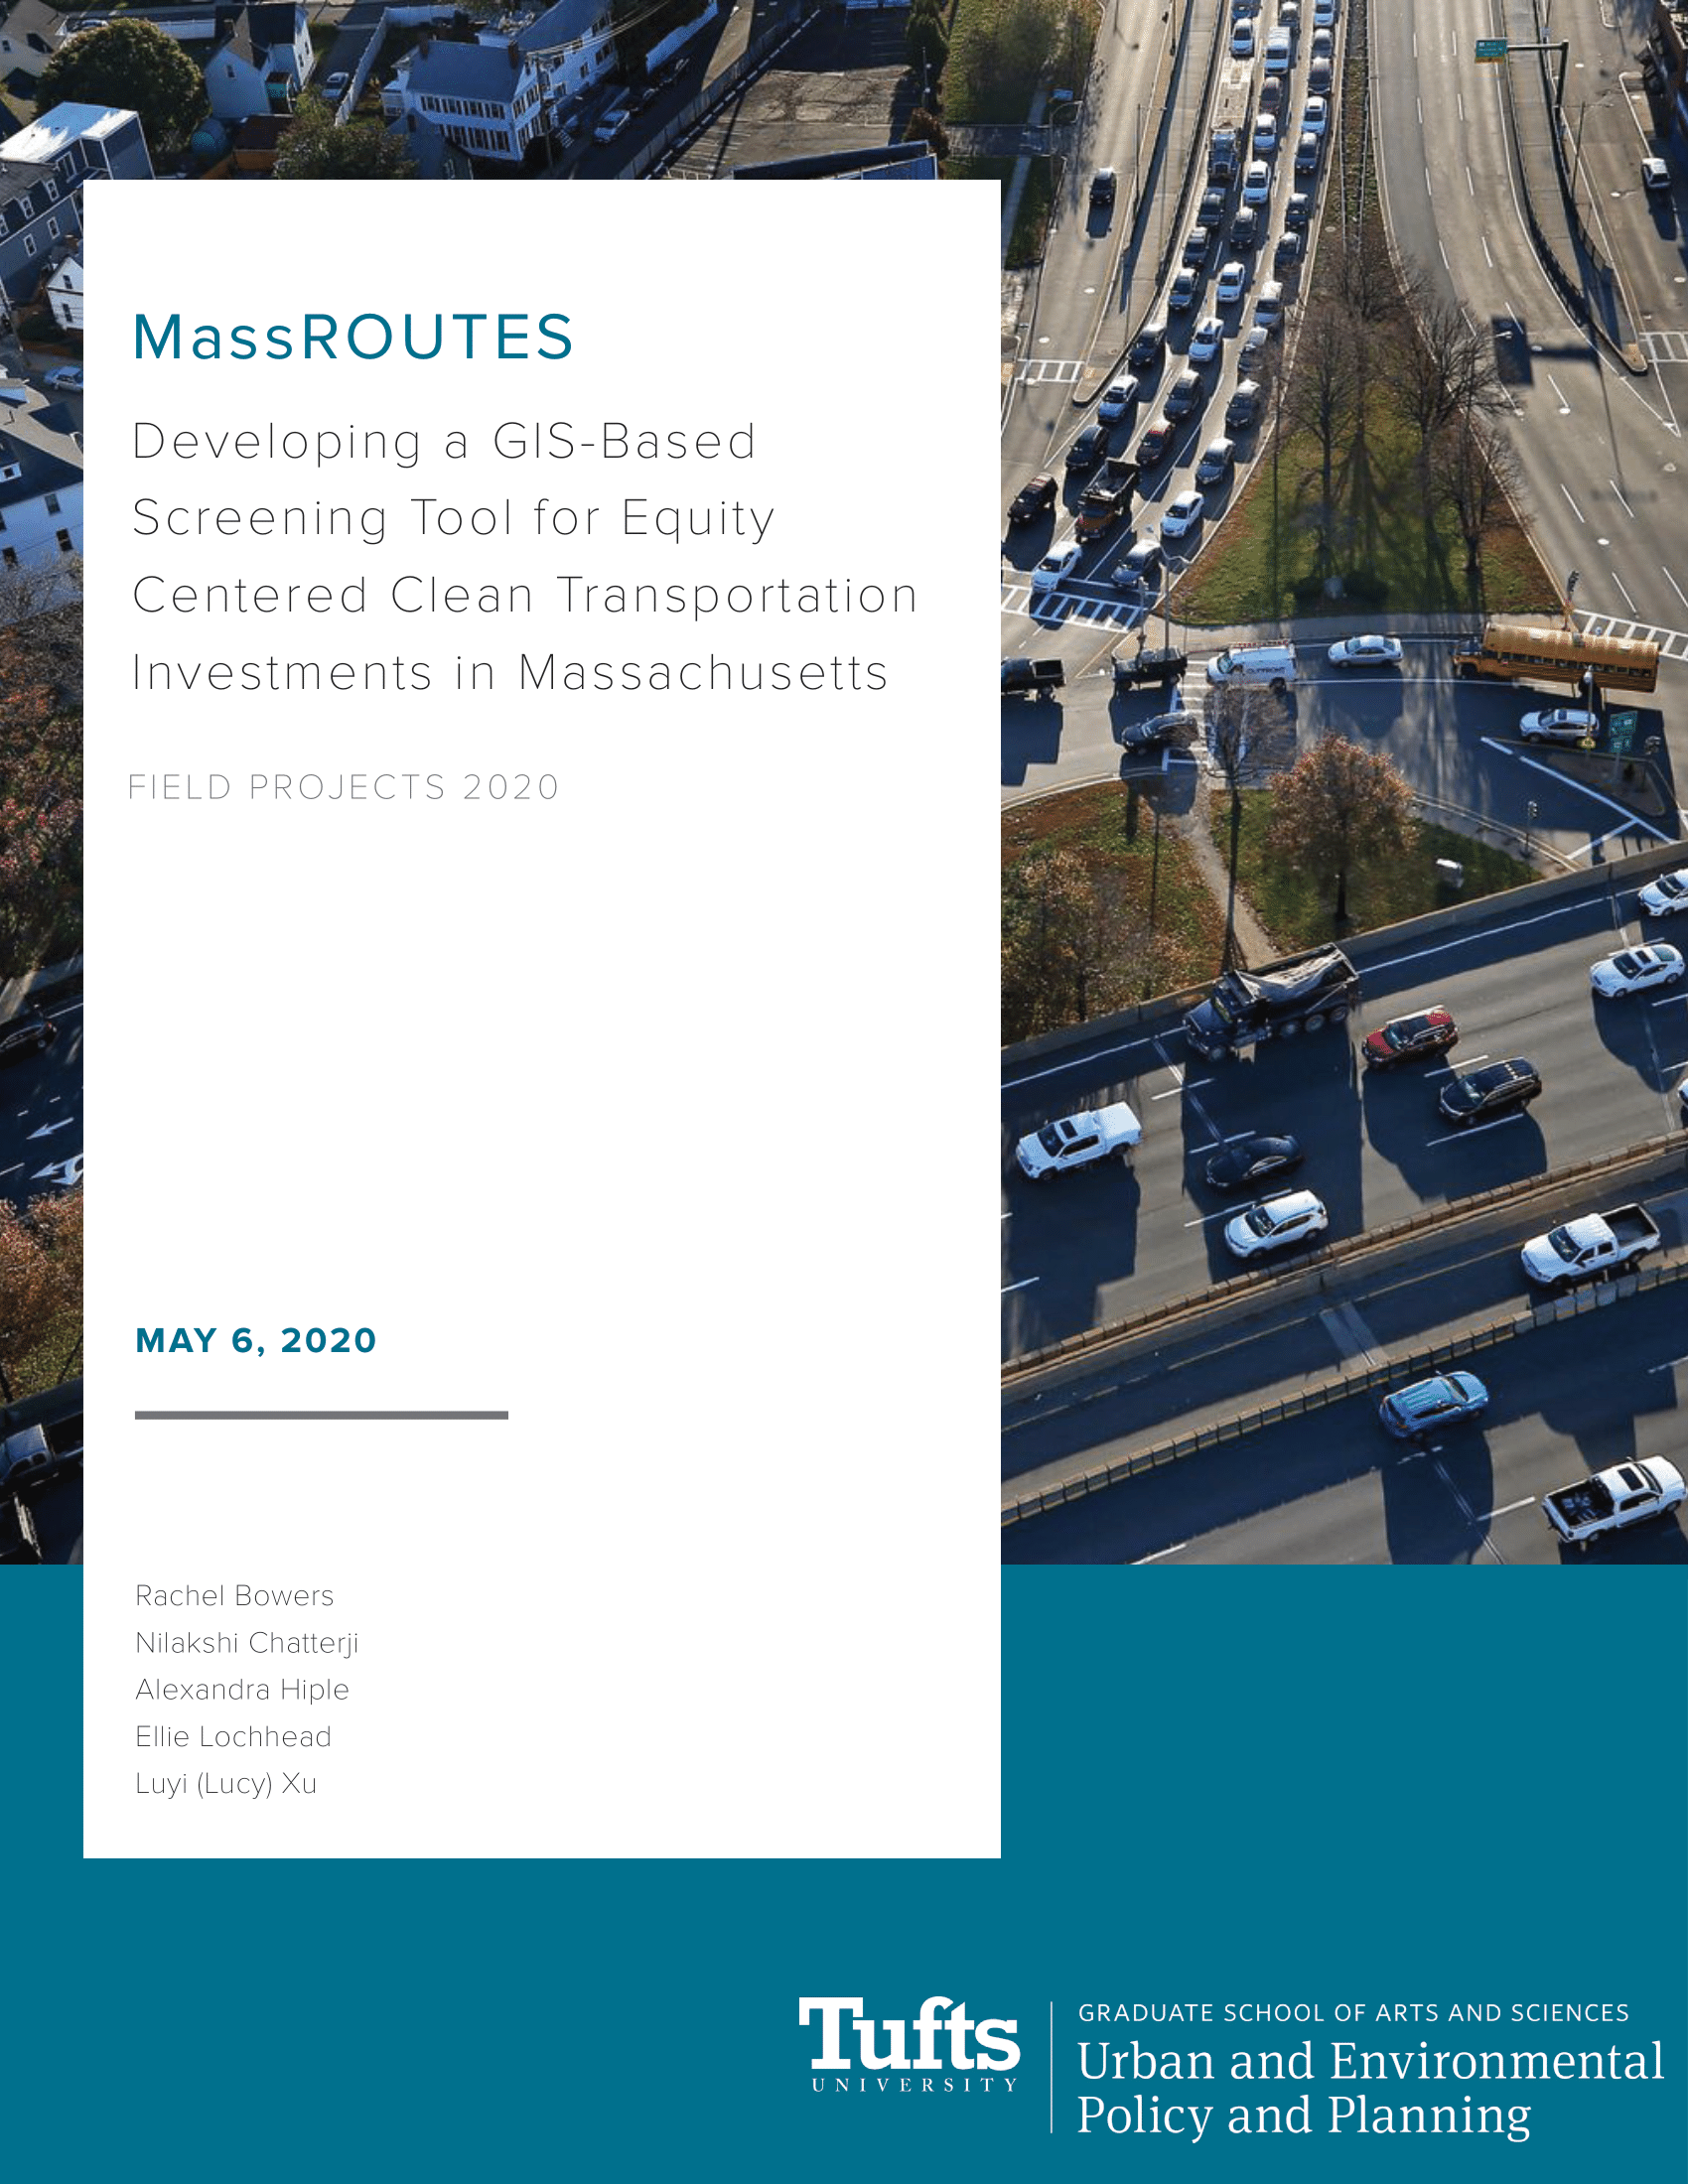 MassROUTES
Developing a GIS-Based
Screening Tool for Equity
Centered Clean Transportation
Investments in Massachusetts
FIELD PROJECTS 2020
MAY 6, 2020
Rachel Bowers
Nilakshi Chatterji
Alexandra Hiple
Ellie Lochhead
Luyi (Lucy) Xu
Tufts
UNIVERSITY
GRADUATE SCHOOL OF ARTS AND SCIENCES
Urban and Environmental
Policy and Planning